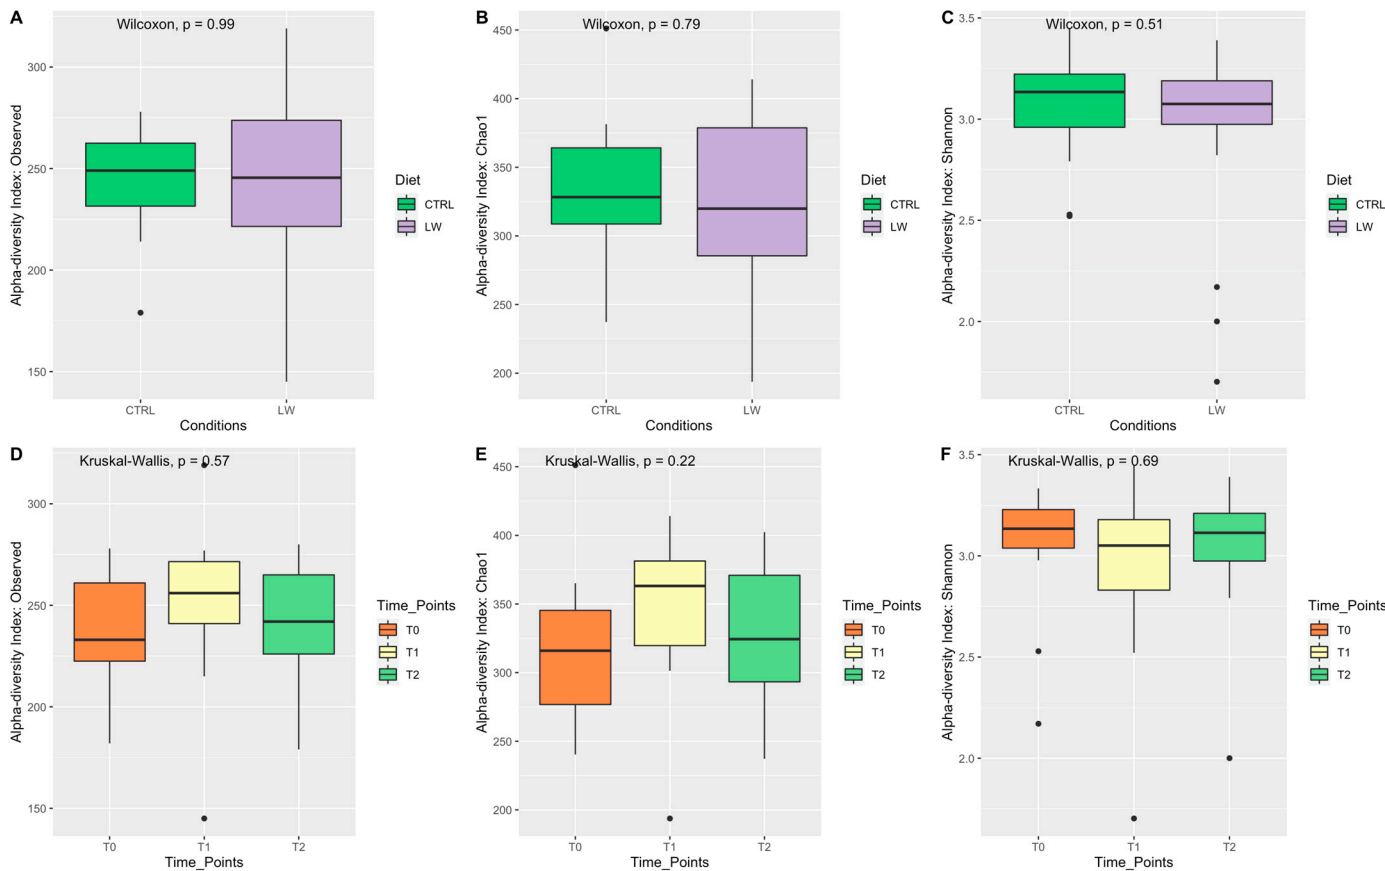 A
Wilcoxon, p = 0.99
Alpha-diversity Index: Observed
300
250
200
150
CTRL
LW
Conditions
Diet
CTRL
LW
B
Wilcoxon, p = 0.79
Alpha-diversity Index: Chao1
450
400
350
300
250
200
CTRL
LW
Conditions
Diet
CTRL
LW
C
Wilcoxon, p = 0.51
Alpha-diversity Index: Shannon
3.5
3.0
2.5
2.0
CTRL
LW
Conditions
Diet
CTRL
LW
D
Kruskal-Wallis, p = 0.57
Alpha-diversity Index: Observed
300
250
200
150
T0
T1
T2
Time_Points
Time_Points
T0
T1
T2
E
Kruskal-Wallis, p = 0.22
Alpha-diversity Index: Chao1
450
400
350
300
250
200
T0
T1
T2
Time_Points
Time_Points
T0
T1
T2
F
Kruskal-Wallis, p = 0.69
Alpha-diversity Index: Shannon
3.5
3.0
2.5
2.0
T0
T1
T2
Time_Points
Time_Points
T0
T1
T2